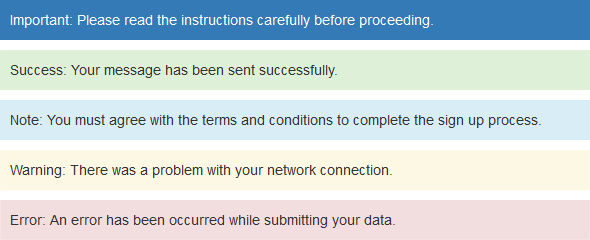 Important: Please read the instructions carefully before proceeding.
Success: Your message has been sent successfully.
Note: You must agree with the terms and conditions to complete the sign up process.
Warning: There was a problem with your network connection.
Error: An error has been occurred while submitting your data.